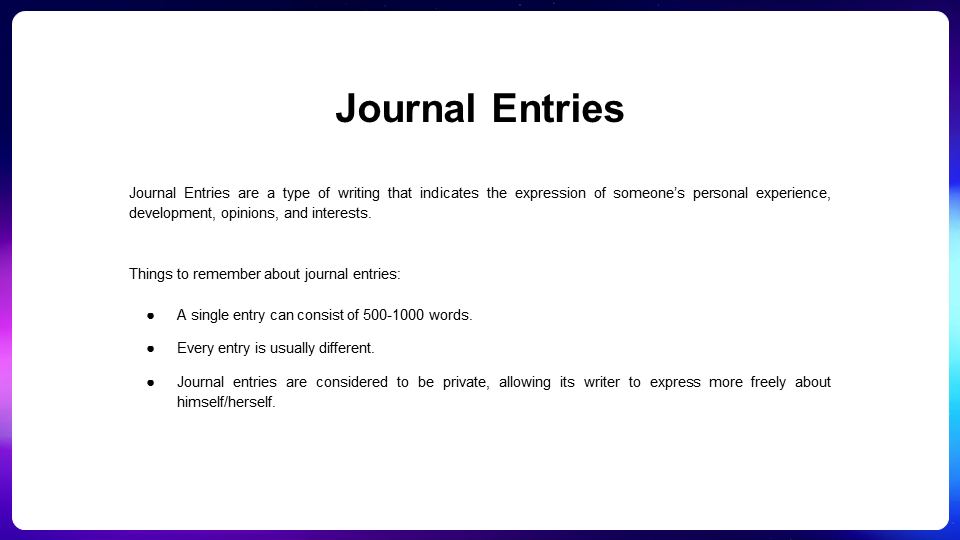 Journal Entries
Journal Entries are a type of writing that indicates the expression of someone’s personal experience,
development, opinions, and interests.
Things to remember about journal entries:
● A single entry can consist of 500-1000 words.
● Every entry is usually different.
● Journal entries are considered to be private, allowing its writer to express more freely about
himself/herself.